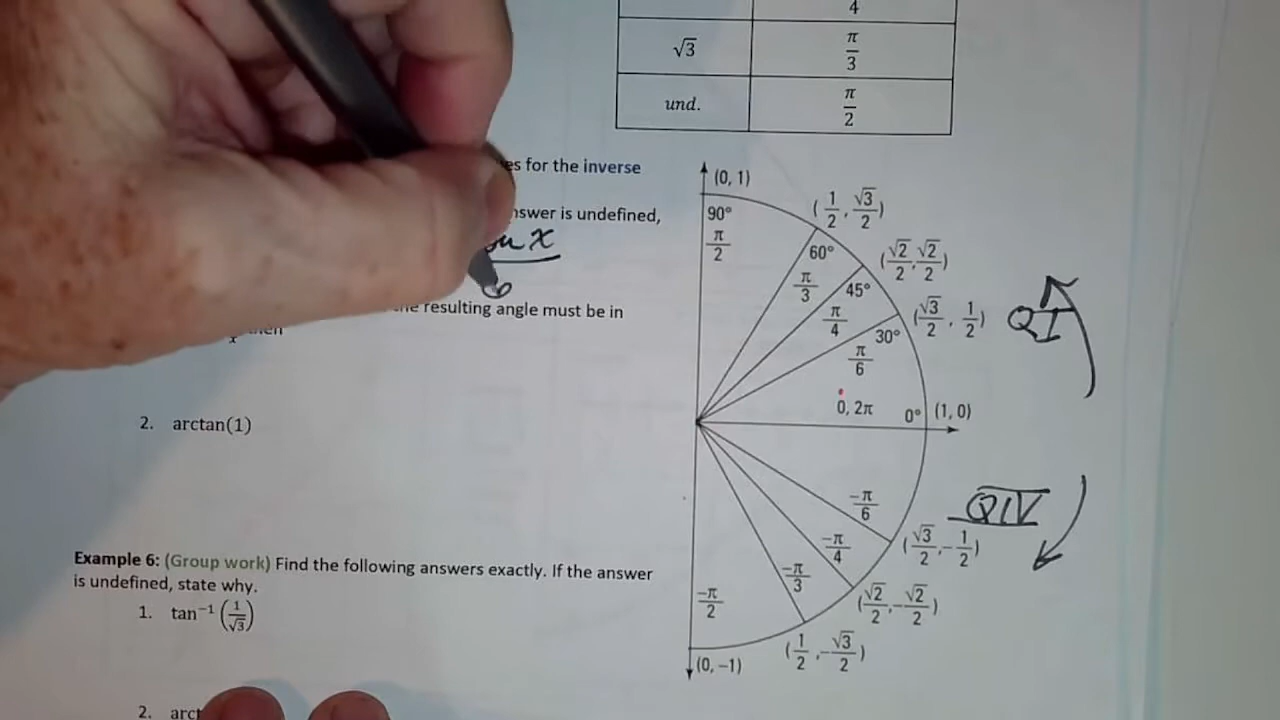 4
√3 π/3
und. π/2
es for the inverse
nswer is undefined,
x
resulting angle must be in
x
2. arctan(1)
Example 6: (Group work) Find the following answers exactly. If the answer
is undefined, state why.
1. tan⁻¹ (1/√3)
2. arct
(0, 1)
90° π/2
(1/2, √3/2)
60° π/3
(√2/2, √2/2)
45° π/4
(√3/2, 1/2)
30° π/6
QI
0, 2π 0° (1, 0)
-π/6
QIV
(√3/2, -1/2)
-π/4
(√2/2, -√2/2)
-π/3
(1/2, -√3/2)
-π/2
(0, -1)